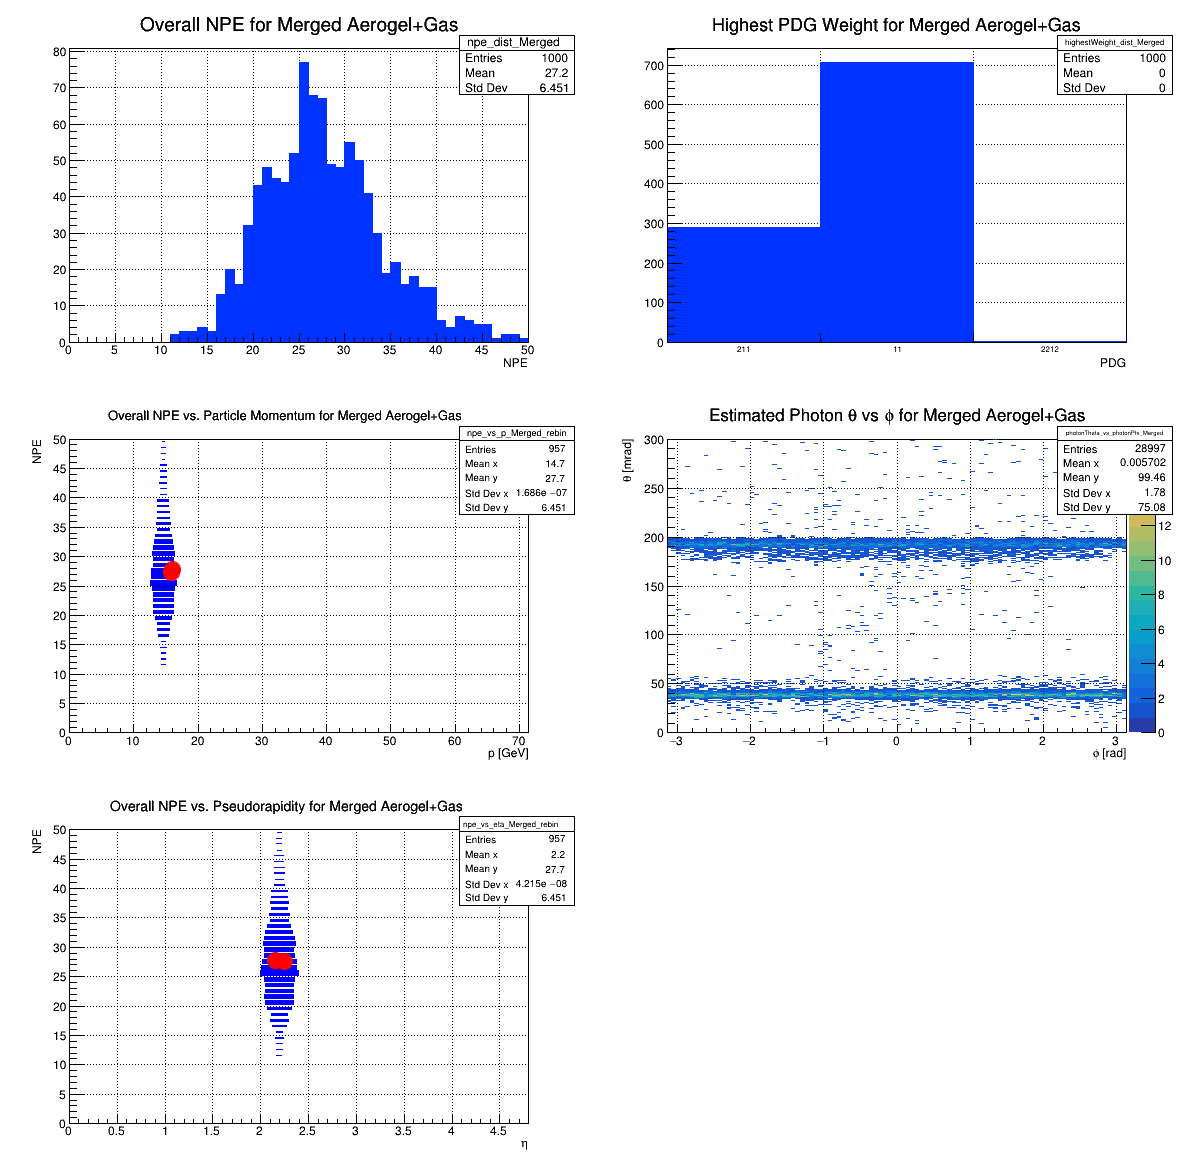 Overall NPE for Merged Aerogel+Gas
npe_dist_Merged
Entries 1000
Mean 27.2
Std Dev 6.451
80
70
60
50
40
30
20
10
0
0 5 10 15 20 25 30 35 40 45 50
NPE
Highest PDG Weight for Merged Aerogel+Gas
highestWeight_dist_Merged
Entries 1000
Mean 0
Std Dev 0
700
600
500
400
300
200
100
0
211 11 2212
PDG
Overall NPE vs. Particle Momentum for Merged Aerogel+Gas
npe_vs_p_Merged_rebin
Entries 957
Mean x 14.7
Mean y 27.7
Std Dev x 1.686e −07
Std Dev y 6.451
NPE
50
45
40
35
30
25
20
15
10
5
0
0 10 20 30 40 50 60 70
p [GeV]
Estimated Photon θ vs ϕ for Merged Aerogel+Gas
photonTheta_vs_photonPhi_Merged
Entries 28997
Mean x 0.005702
Mean y 99.46
Std Dev x 1.78
Std Dev y 75.08
θ [mrad]
300
250
200
150
100
50
0
−3 −2 −1 0 1 2 3
ϕ [rad]
12
10
8
6
4
2
0
Overall NPE vs. Pseudorapidity for Merged Aerogel+Gas
npe_vs_eta_Merged_rebin
Entries 957
Mean x 2.2
Mean y 27.7
Std Dev x 4.215e −08
Std Dev y 6.451
NPE
50
45
40
35
30
25
20
15
10
5
0
0 0.5 1 1.5 2 2.5 3 3.5 4 4.5
η